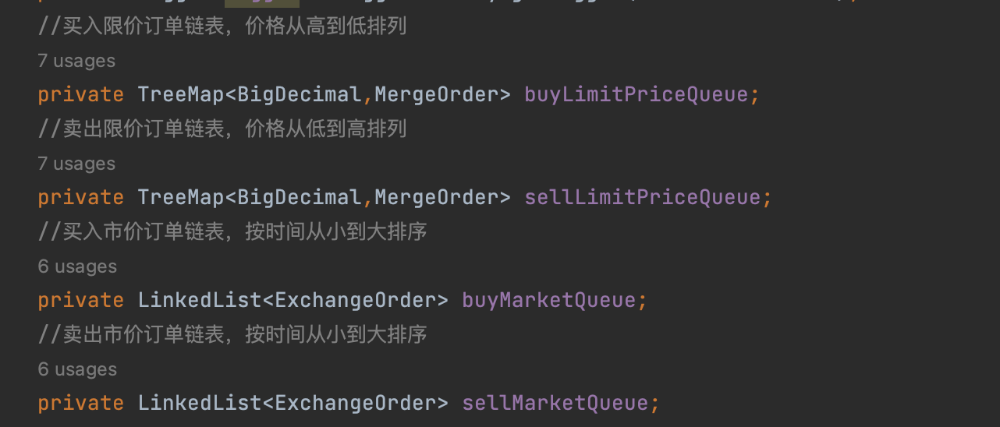 //买入限价订单链表，价格从高到低排列
7 usages
private TreeMap<BigDecimal,MergeOrder> buyLimitPriceQueue;
//卖出限价订单链表，价格从低到高排列
7 usages
private TreeMap<BigDecimal,MergeOrder> sellLimitPriceQueue;
//买入市价订单链表，按时间从小到大排序
6 usages
private LinkedList<ExchangeOrder> buyMarketQueue;
//卖出市价订单链表，按时间从小到大排序
6 usages
private LinkedList<ExchangeOrder> sellMarketQueue;